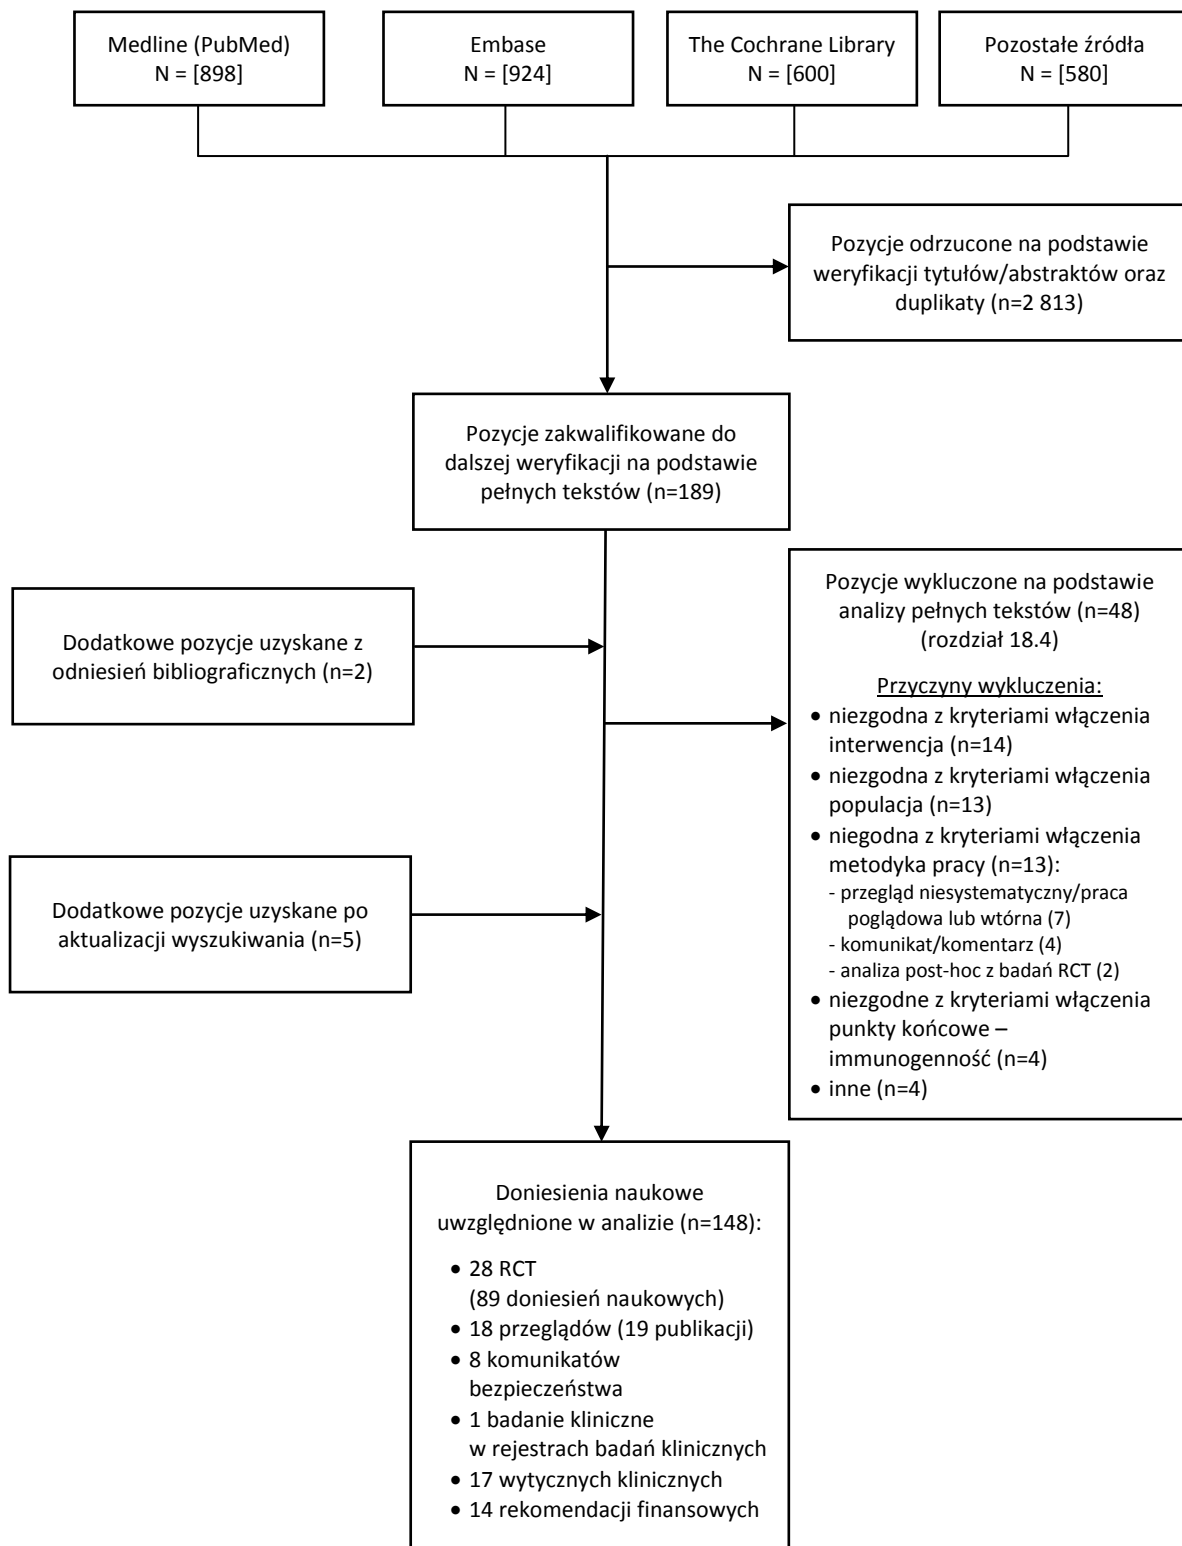 Medline (PubMed)
N = [898]
Embase
N = [924]
The Cochrane Library
N = [600]
Pozostałe źródła
N = [580]
Pozycje odrzucone na podstawie
weryfikacji tytułów/abstraktów oraz
duplikaty (n=2 813)
Pozycje zakwalifikowane do
dalszej weryfikacji na podstawie
pełnych tekstów (n=189)
Dodatkowe pozycje uzyskane z
odniesień bibliograficznych (n=2)
Pozycje wykluczone na podstawie
analizy pełnych tekstów (n=48)
(rozdział 18.4)
Przyczyny wykluczenia:
• niezgodna z kryteriami włączenia
interwencja (n=14)
• niezgodna z kryteriami włączenia
populacja (n=13)
• niegodna z kryteriami włączenia
metodyka pracy (n=13):
- przegląd niesystematyczny/praca
poglądowa lub wtórna (7)
- komunikat/komentarz (4)
- analiza post-hoc z badań RCT (2)
• niezgodne z kryteriami włączenia
punkty końcowe –
immunogenność (n=4)
• inne (n=4)
Dodatkowe pozycje uzyskane po
aktualizacji wyszukiwania (n=5)
Doniesienia naukowe
uwzględnione w analizie (n=148):
• 28 RCT
(89 doniesień naukowych)
• 18 przeglądów (19 publikacji)
• 8 komunikatów
bezpieczeństwa
• 1 badanie kliniczne
w rejestrach badań klinicznych
• 17 wytycznych klinicznych
• 14 rekomendacji finansowych